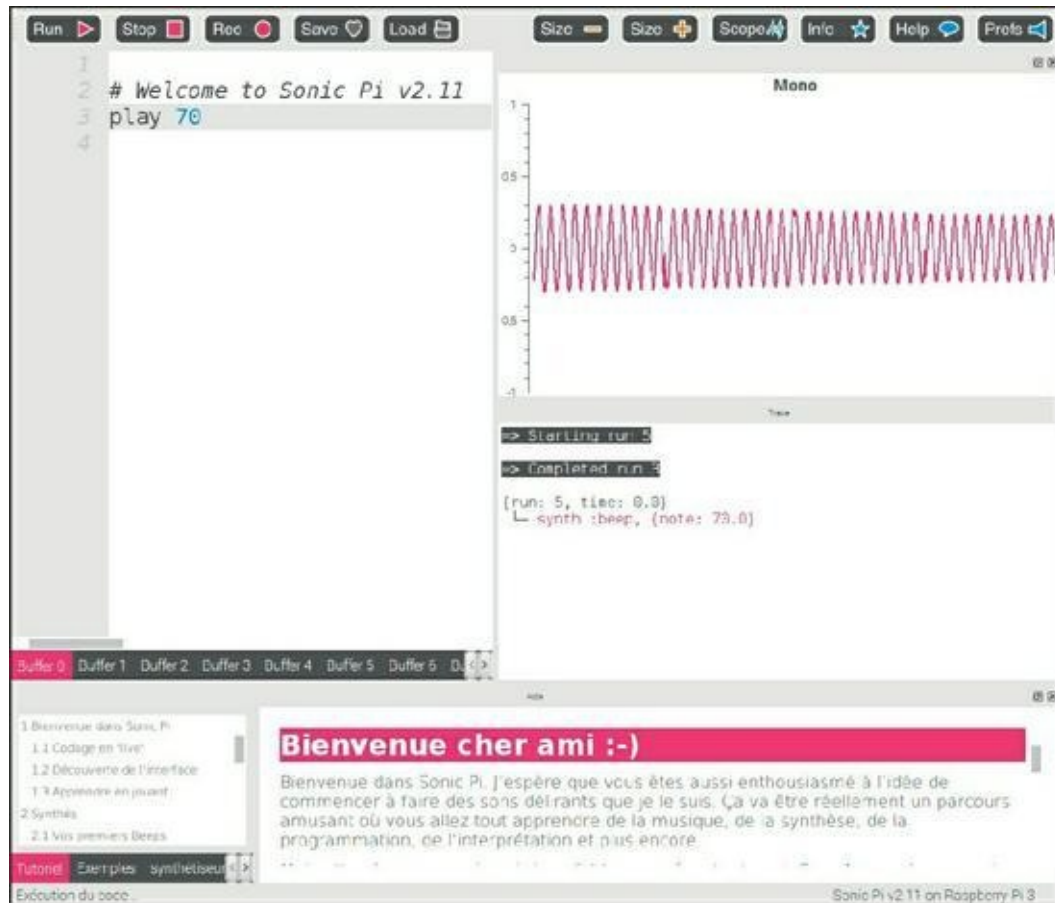 Run Stop Rec Save Load Size Size Scope Info Help Prefs
1
2 # Welcome to Sonic Pi v2.11
3 play 70
4
Mono
1
0.5
0
0.5
-1
Trace
=> Starting run 5
=> Completed run
{run: 5, time: 0.0}
synth :beep, {note: 70.0}
Buffer 0 Buffer 1 Buffer 2 Buffer 3 Buffer 4 Buffer 5 Buffer 6
1 Bienvenue dans Sonic Pi
1.1 Codage en "live"
1.2 Découverte de l'interface
1.3 Apprendre en jouant
2 Synthés
2.1 Vos premiers Beeps
Tutoriel Exemples synthétiseur
Bienvenue cher ami :-)
Bienvenue dans Sonic Pi. J'espère que vous êtes aussi enthousiasmé à l'idée de
commencer à faire des sons délirants que je le suis. Ça va être réellement un parcours
amusant où vous allez tout apprendre de la musique, de la synthèse, de la
programmation, de l'interprétation et plus encore.
Exécution du code...
Sonic Pi v2.11 on Raspberry Pi 3